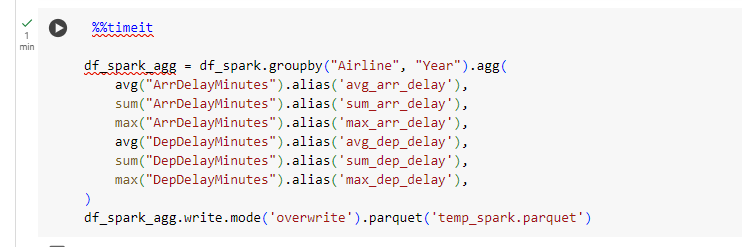 %%timeit
1
min
df_spark_agg = df_spark.groupby("Airline", "Year").agg(
avg("ArrDelayMinutes").alias('avg_arr_delay'),
sum("ArrDelayMinutes").alias('sum_arr_delay'),
max("ArrDelayMinutes").alias('max_arr_delay'),
avg("DepDelayMinutes").alias('avg_dep_delay'),
sum("DepDelayMinutes").alias('sum_dep_delay'),
max("DepDelayMinutes").alias('max_dep_delay'),
)
df_spark_agg.write.mode('overwrite').parquet('temp_spark.parquet')